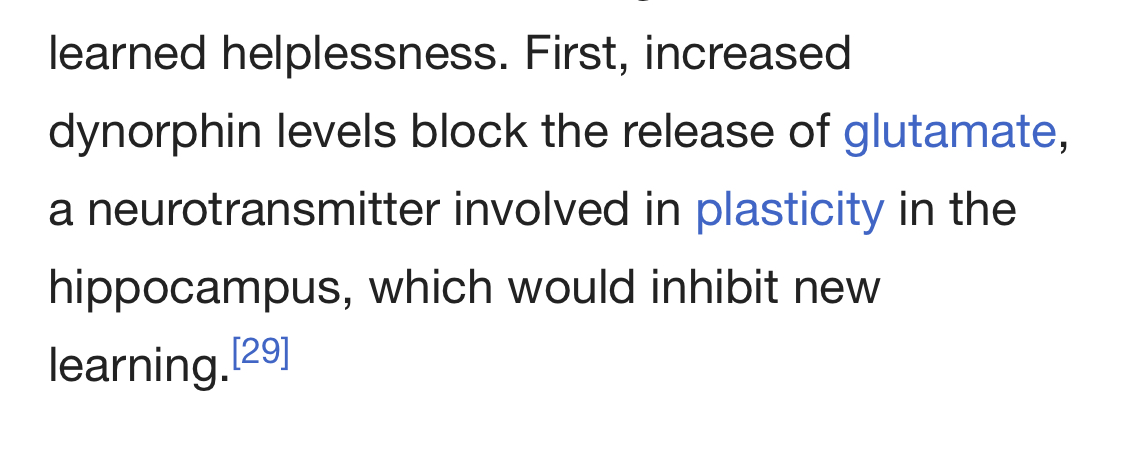 learned helplessness. First, increased
dynorphin levels block the release of glutamate,
a neurotransmitter involved in plasticity in the
hippocampus, which would inhibit new
learning.[29]